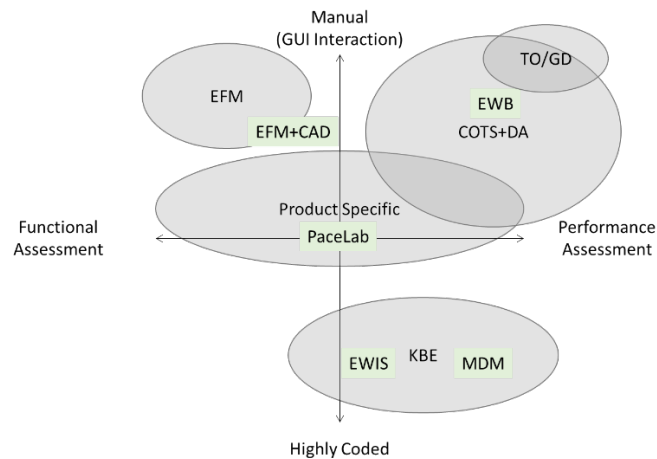 Manual
(GUI Interaction)
TO/GD
EFM
EWB
EFM+CAD
COTS+DA
Product Specific
Functional
Assessment
PaceLab
Performance
Assessment
EWIS
KBE
MDM
Highly Coded